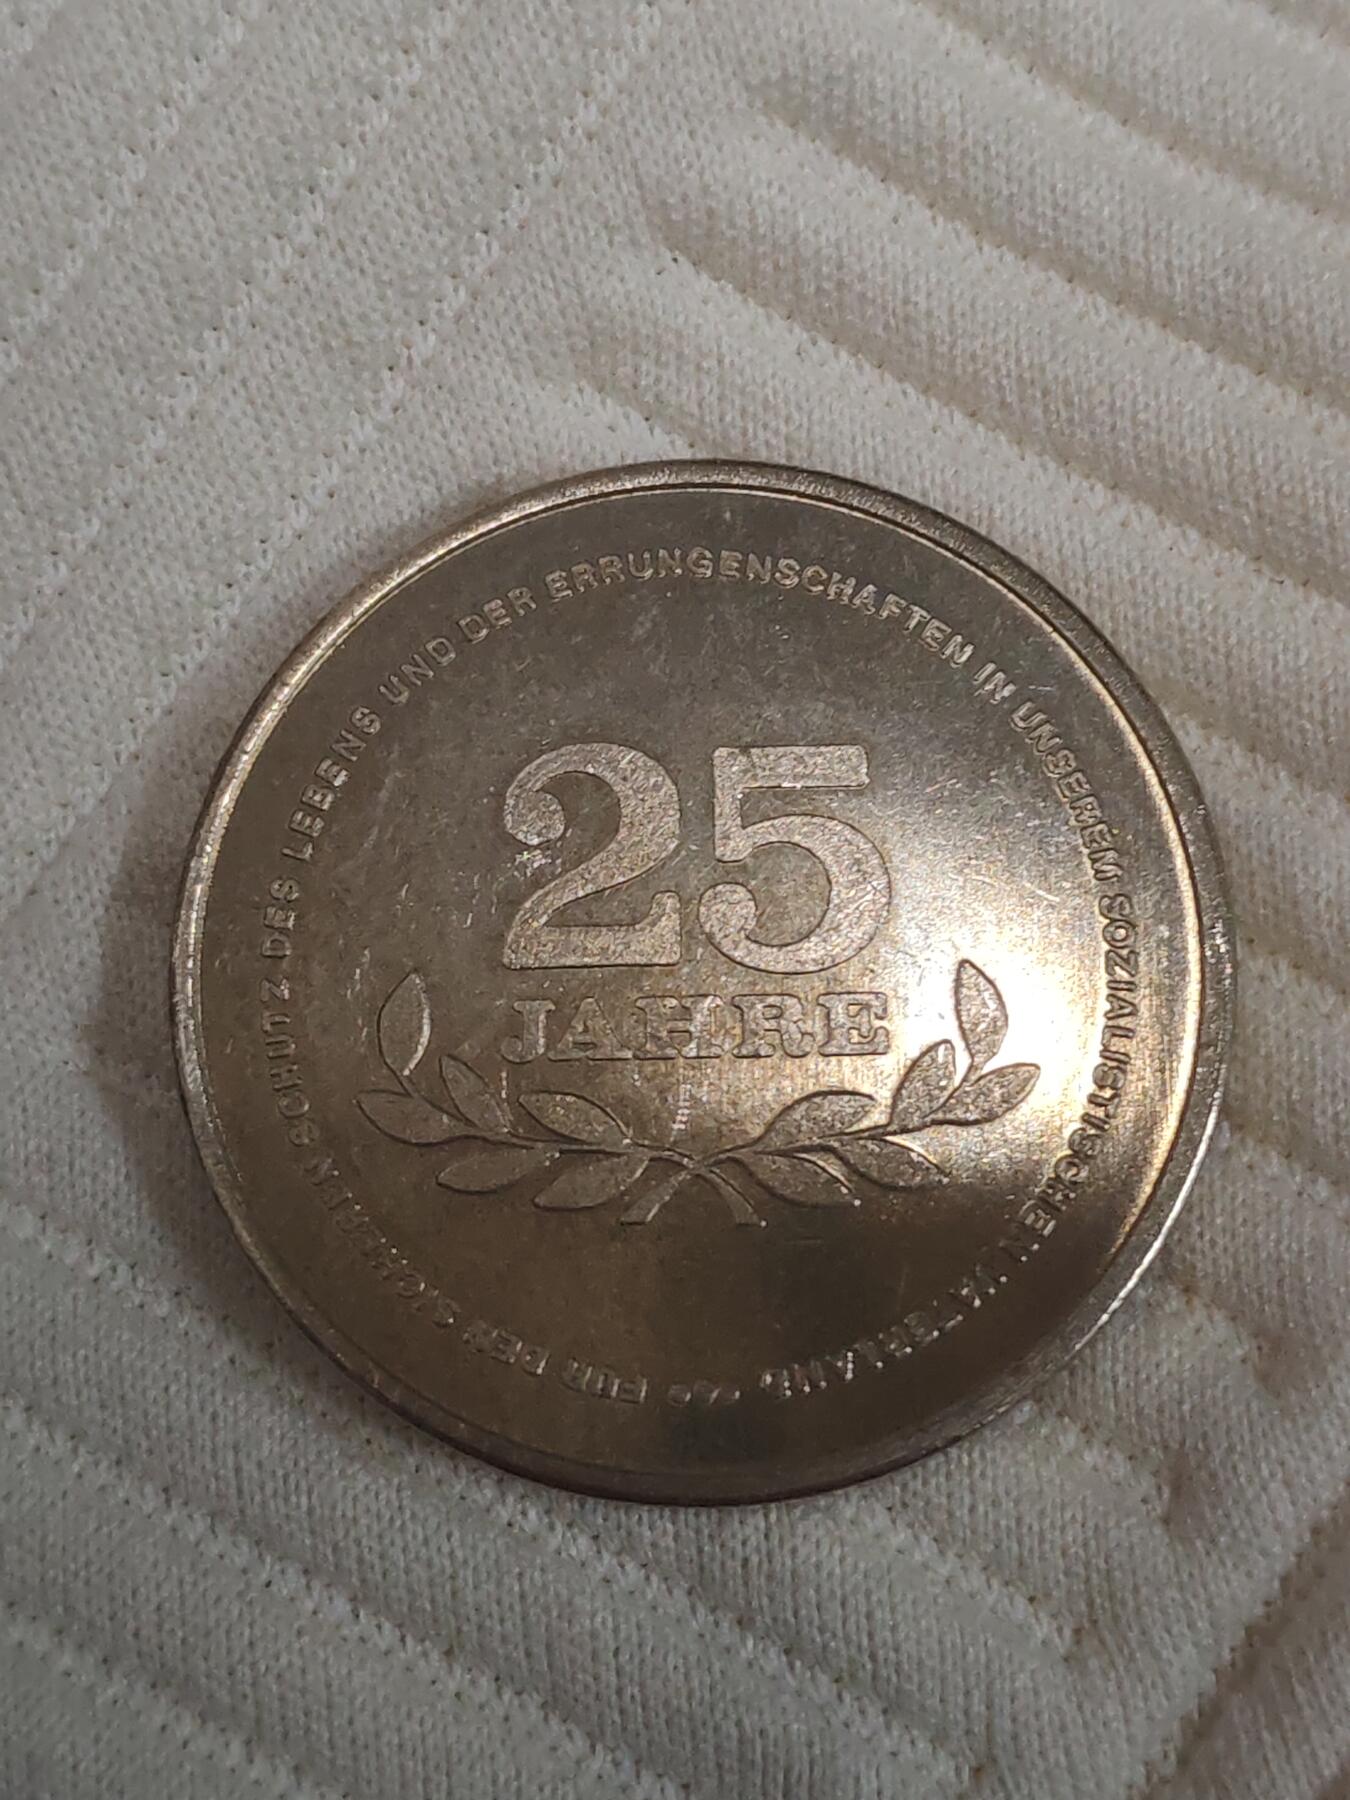 FÜR DEN SICHEREN SCHUTZ DES LEBENS UND DER ERRUNGENSCHAFTEN IN UNSEREM SOZIALISTISCHEN VATERLAND
25
JAHRE